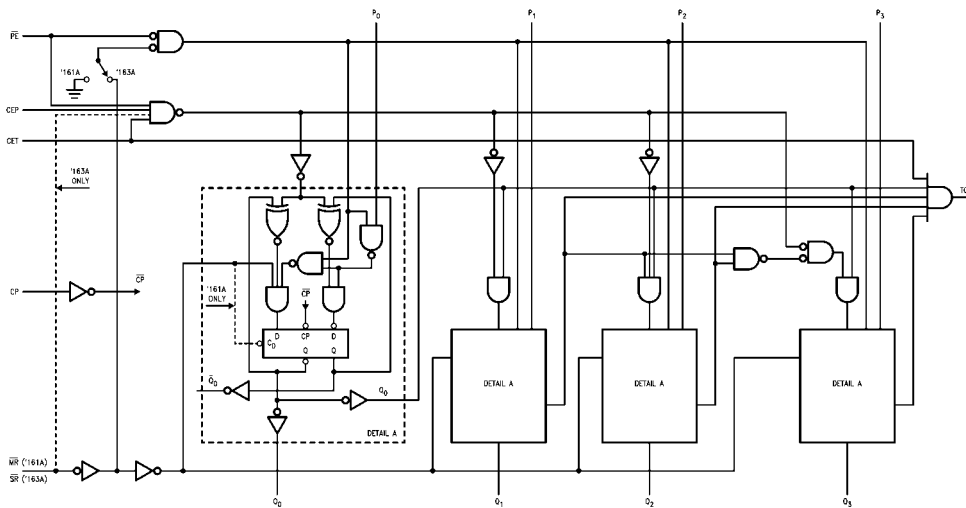 P0
P1
P2
P3
PE
'161A
'163A
CEP
CET
TC
'163A
ONLY
CP
CP
'161A
ONLY
CP
D
CP
D
CD
Q
Q
Q0
Q0
DETAIL A
DETAIL A
DETAIL A
DETAIL A
MR ('161A)
SR ('163A)
Q0
Q1
Q2
Q3